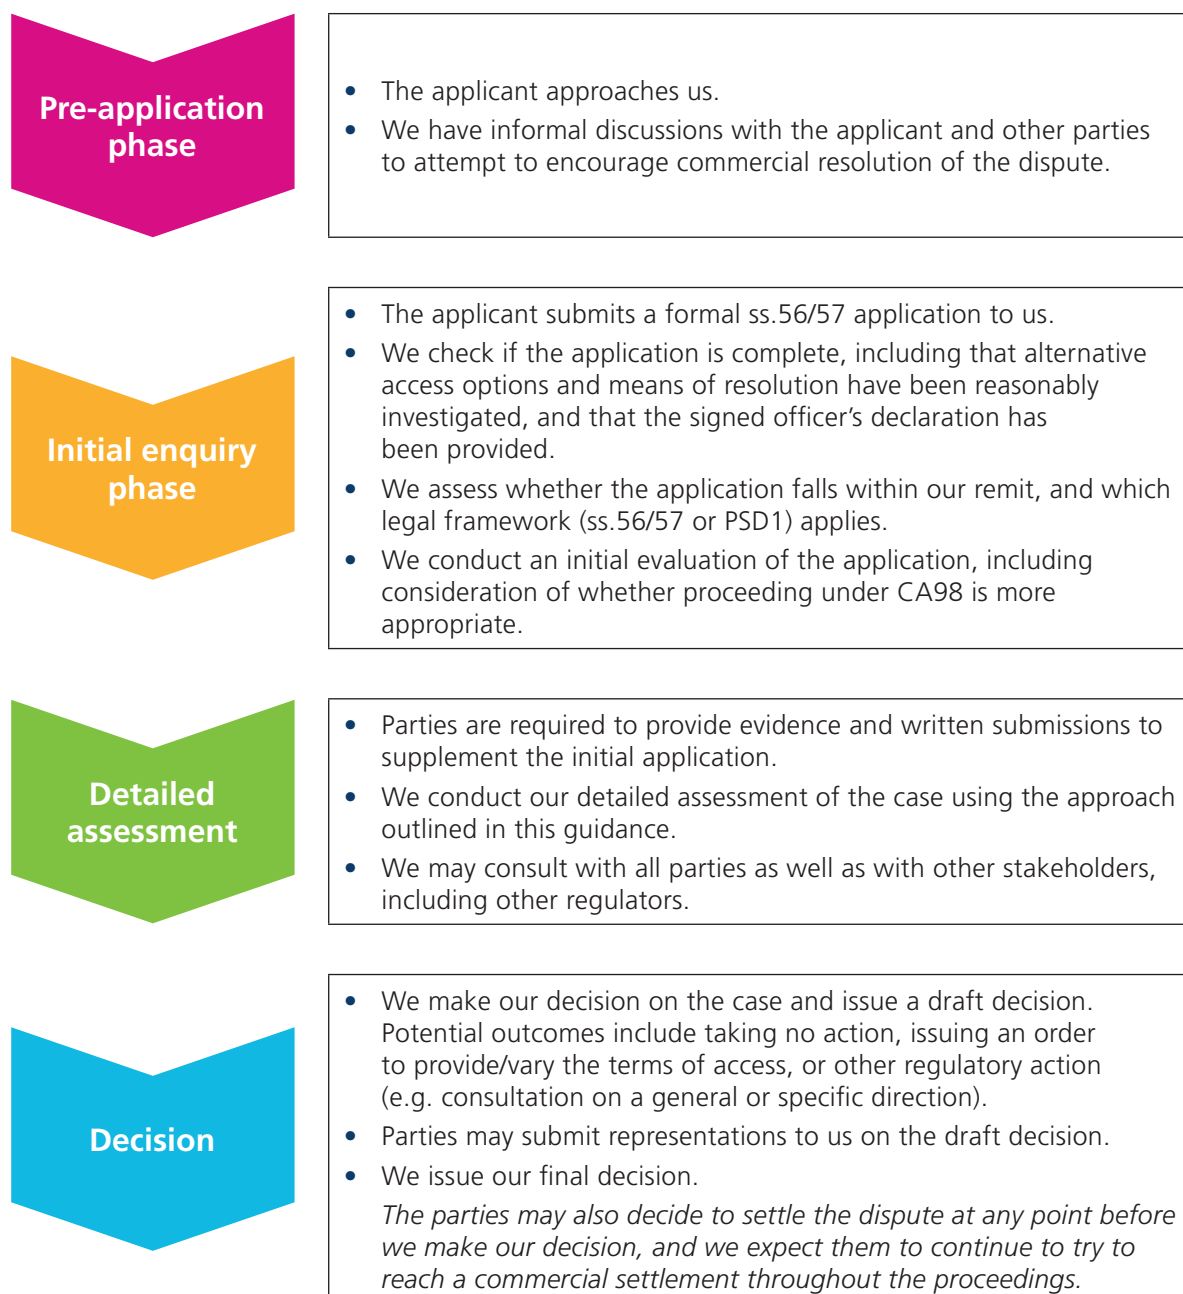 Pre-application
phase
• The applicant approaches us.
• We have informal discussions with the applicant and other parties
to attempt to encourage commercial resolution of the dispute.
Initial enquiry
phase
• The applicant submits a formal ss.56/57 application to us.
• We check if the application is complete, including that alternative
access options and means of resolution have been reasonably
investigated, and that the signed officer’s declaration has
been provided.
• We assess whether the application falls within our remit, and which
legal framework (ss.56/57 or PSD1) applies.
• We conduct an initial evaluation of the application, including
consideration of whether proceeding under CA98 is more
appropriate.
Detailed
assessment
• Parties are required to provide evidence and written submissions to
supplement the initial application.
• We conduct our detailed assessment of the case using the approach
outlined in this guidance.
• We may consult with all parties as well as with other stakeholders,
including other regulators.
Decision
• We make our decision on the case and issue a draft decision.
Potential outcomes include taking no action, issuing an order
to provide/vary the terms of access, or other regulatory action
(e.g. consultation on a general or specific direction).
• Parties may submit representations to us on the draft decision.
• We issue our final decision.
The parties may also decide to settle the dispute at any point before
we make our decision, and we expect them to continue to try to
reach a commercial settlement throughout the proceedings.